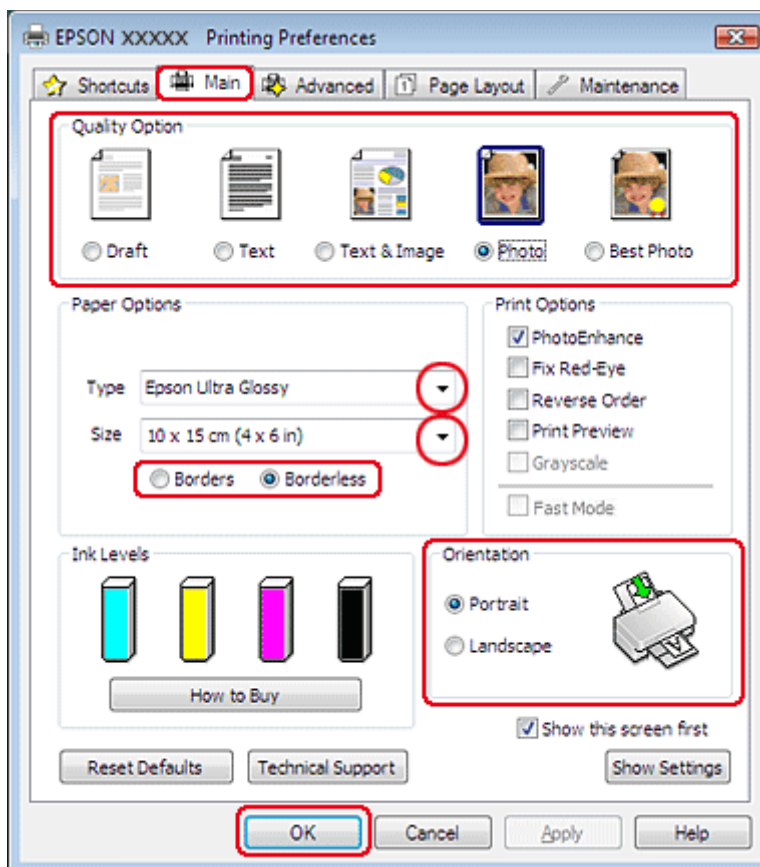 EPSON XXXXX Printing Preferences
Shortcuts Main Advanced 1 Page Layout Maintenance
Quality Option
Draft Text Text & Image Photo Best Photo
Paper Options
Type Epson Ultra Glossy
Size 10 x 15 cm (4 x 6 in)
Borders Borderless
Print Options
PhotoEnhance
Fix Red-Eye
Reverse Order
Print Preview
Grayscale
Fast Mode
Ink Levels
How to Buy
Orientation
Portrait
Landscape
A
Show this screen first
Reset Defaults Technical Support Show Settings
OK Cancel Apply Help